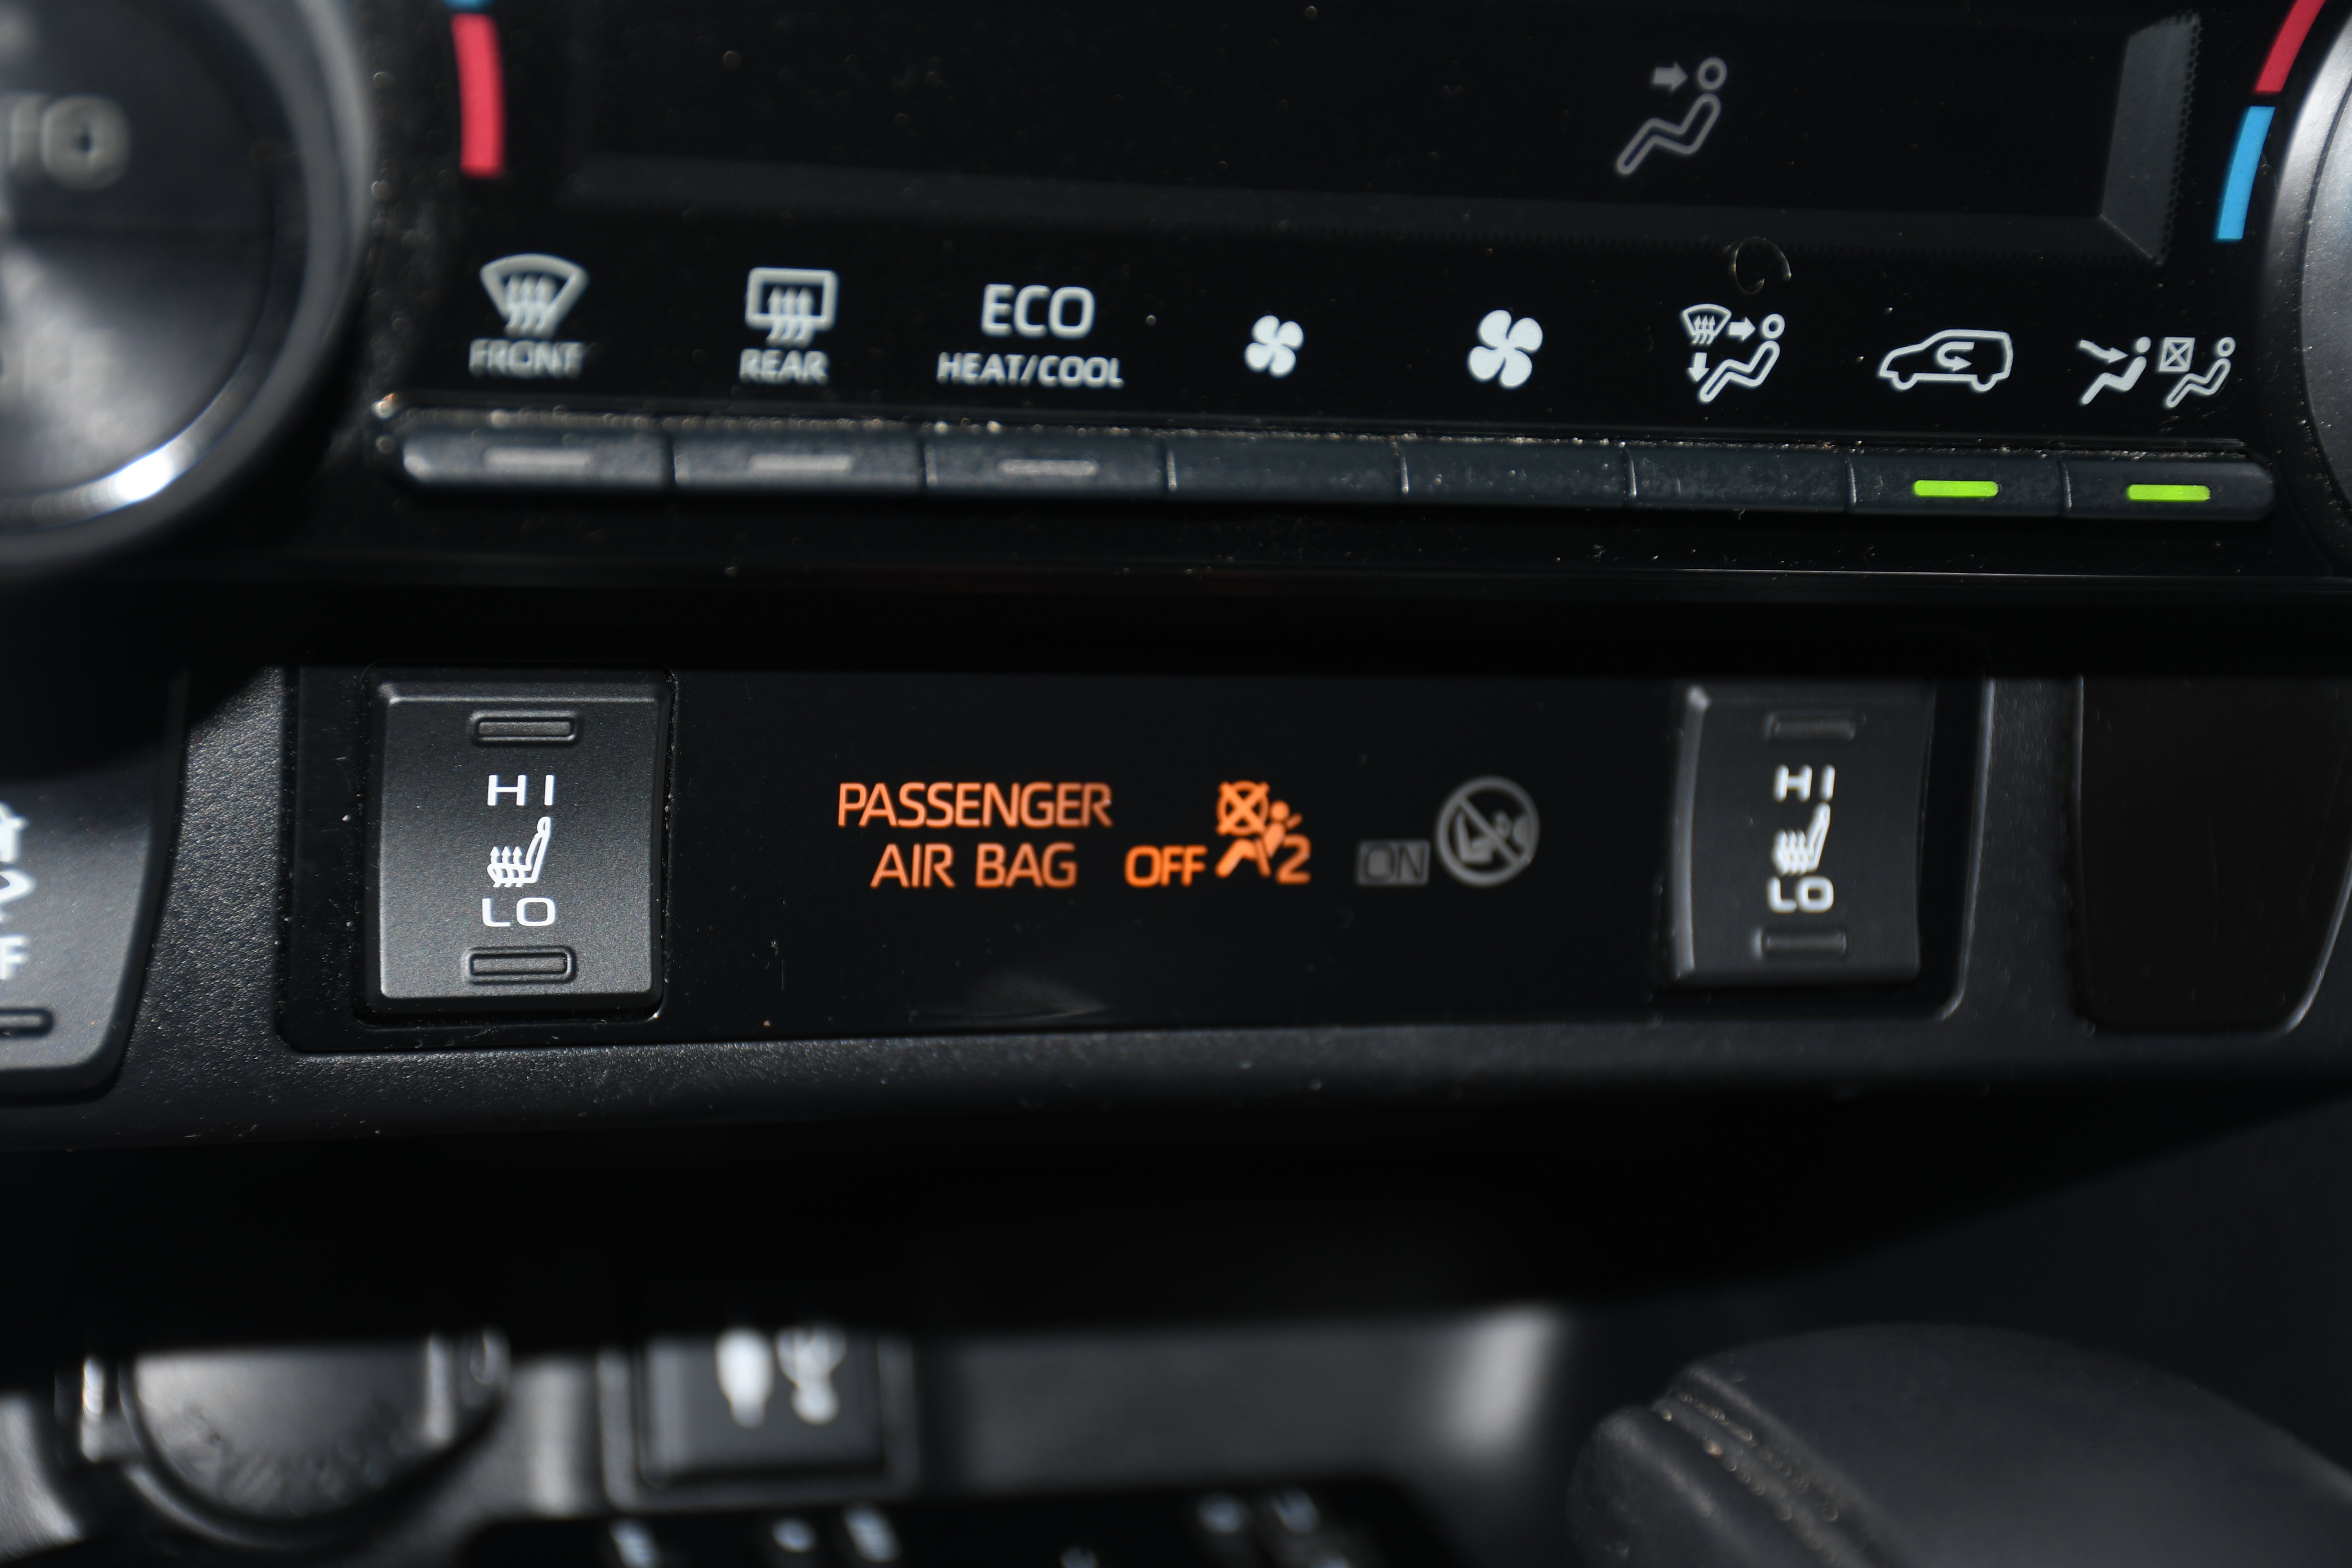 FRONT
REAR
ECO
HEAT/COOL
HI
LO
PASSENGER
AIR BAG
OFF
2
ON
HI
LO